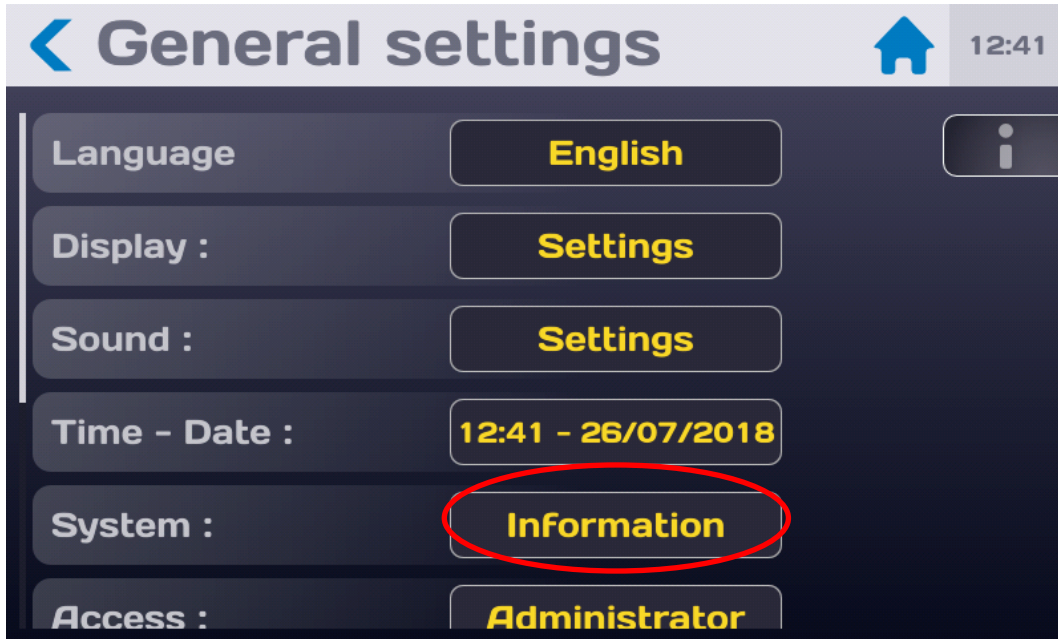 General settings
12:41
Language English
Display : Settings
Sound : Settings
Time - Date : 12:41 - 26/07/2018
System : Information
Access : Administrator